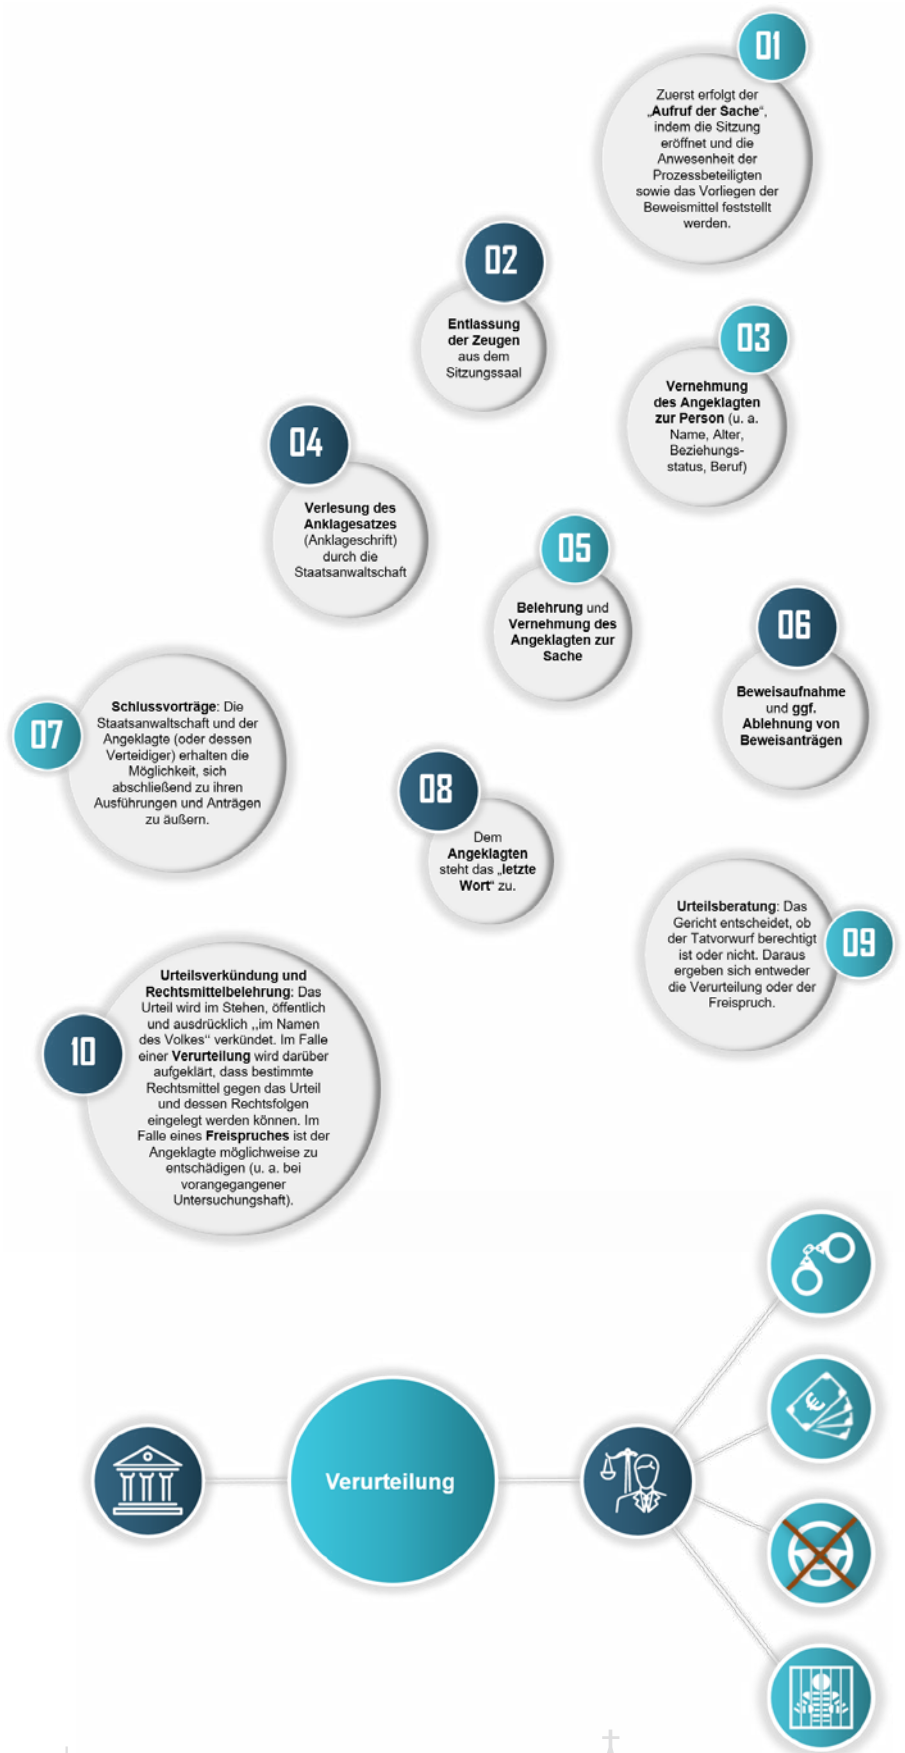 01
Zuerst erfolgt der
„Aufruf der Sache“,
indem die Sitzung
eröffnet und die
Anwesenheit der
Prozessbeteiligten
sowie das Vorliegen der
Beweismittel feststellt
werden.
02
Entlassung
der Zeugen
aus dem
Sitzungssaal
03
Vernehmung
des Angeklagten
zur Person (u. a.
Name, Alter,
Beziehungs-
status, Beruf)
04
Verlesung des
Anklagesatzes
(Anklageschrift)
durch die
Staatsanwaltschaft
05
Belehrung und
Vernehmung des
Angeklagten zur
Sache
06
Beweisaufnahme
und ggf.
Ablehnung von
Beweisanträgen
07
Schlussvorträge: Die
Staatsanwaltschaft und der
Angeklagte (oder dessen
Verteidiger) erhalten die
Möglichkeit, sich
abschließend zu ihren
Ausführungen und Anträgen
zu äußern.
08
Dem
Angeklagten
steht das „letzte
Wort“ zu.
09
Urteilsberatung: Das
Gericht entscheidet, ob
der Tatvorwurf berechtigt
ist oder nicht. Daraus
ergeben sich entweder
die Verurteilung oder der
Freispruch.
10
Urteilsverkündung und
Rechtsmittelbelehrung: Das
Urteil wird im Stehen, öffentlich
und ausdrücklich ,,im Namen
des Volkes“ verkündet. Im Falle
einer Verurteilung wird darüber
aufgeklärt, dass bestimmte
Rechtsmittel gegen das Urteil
und dessen Rechtsfolgen
eingelegt werden können. Im
Falle eines Freispruches ist der
Angeklagte möglichweise zu
entschädigen (u. a. bei
vorangegangener
Untersuchungshaft).
€
Verurteilung